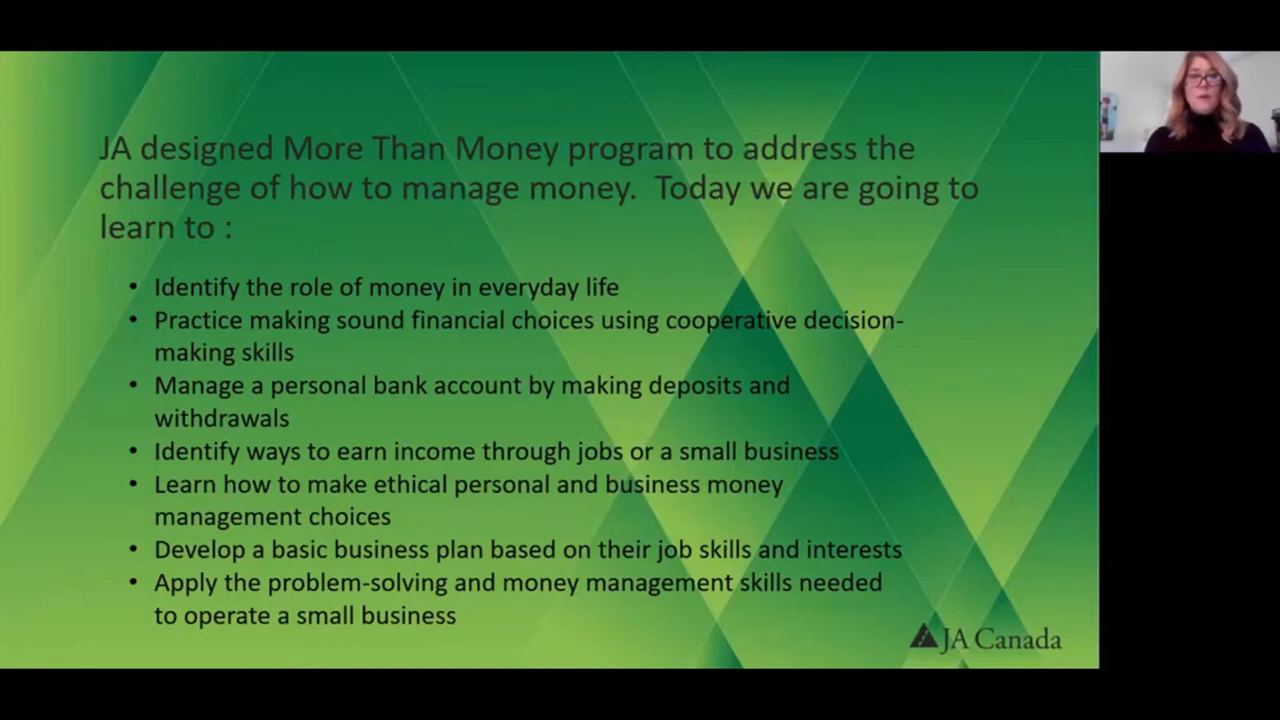 JA designed More Than Money program to address the
challenge of how to manage money. Today we are going to
learn to :
• Identify the role of money in everyday life
• Practice making sound financial choices using cooperative decision-
making skills
• Manage a personal bank account by making deposits and
withdrawals
• Identify ways to earn income through jobs or a small business
• Learn how to make ethical personal and business money
management choices
• Develop a basic business plan based on their job skills and interests
• Apply the problem-solving and money management skills needed
to operate a small business
JA Canada